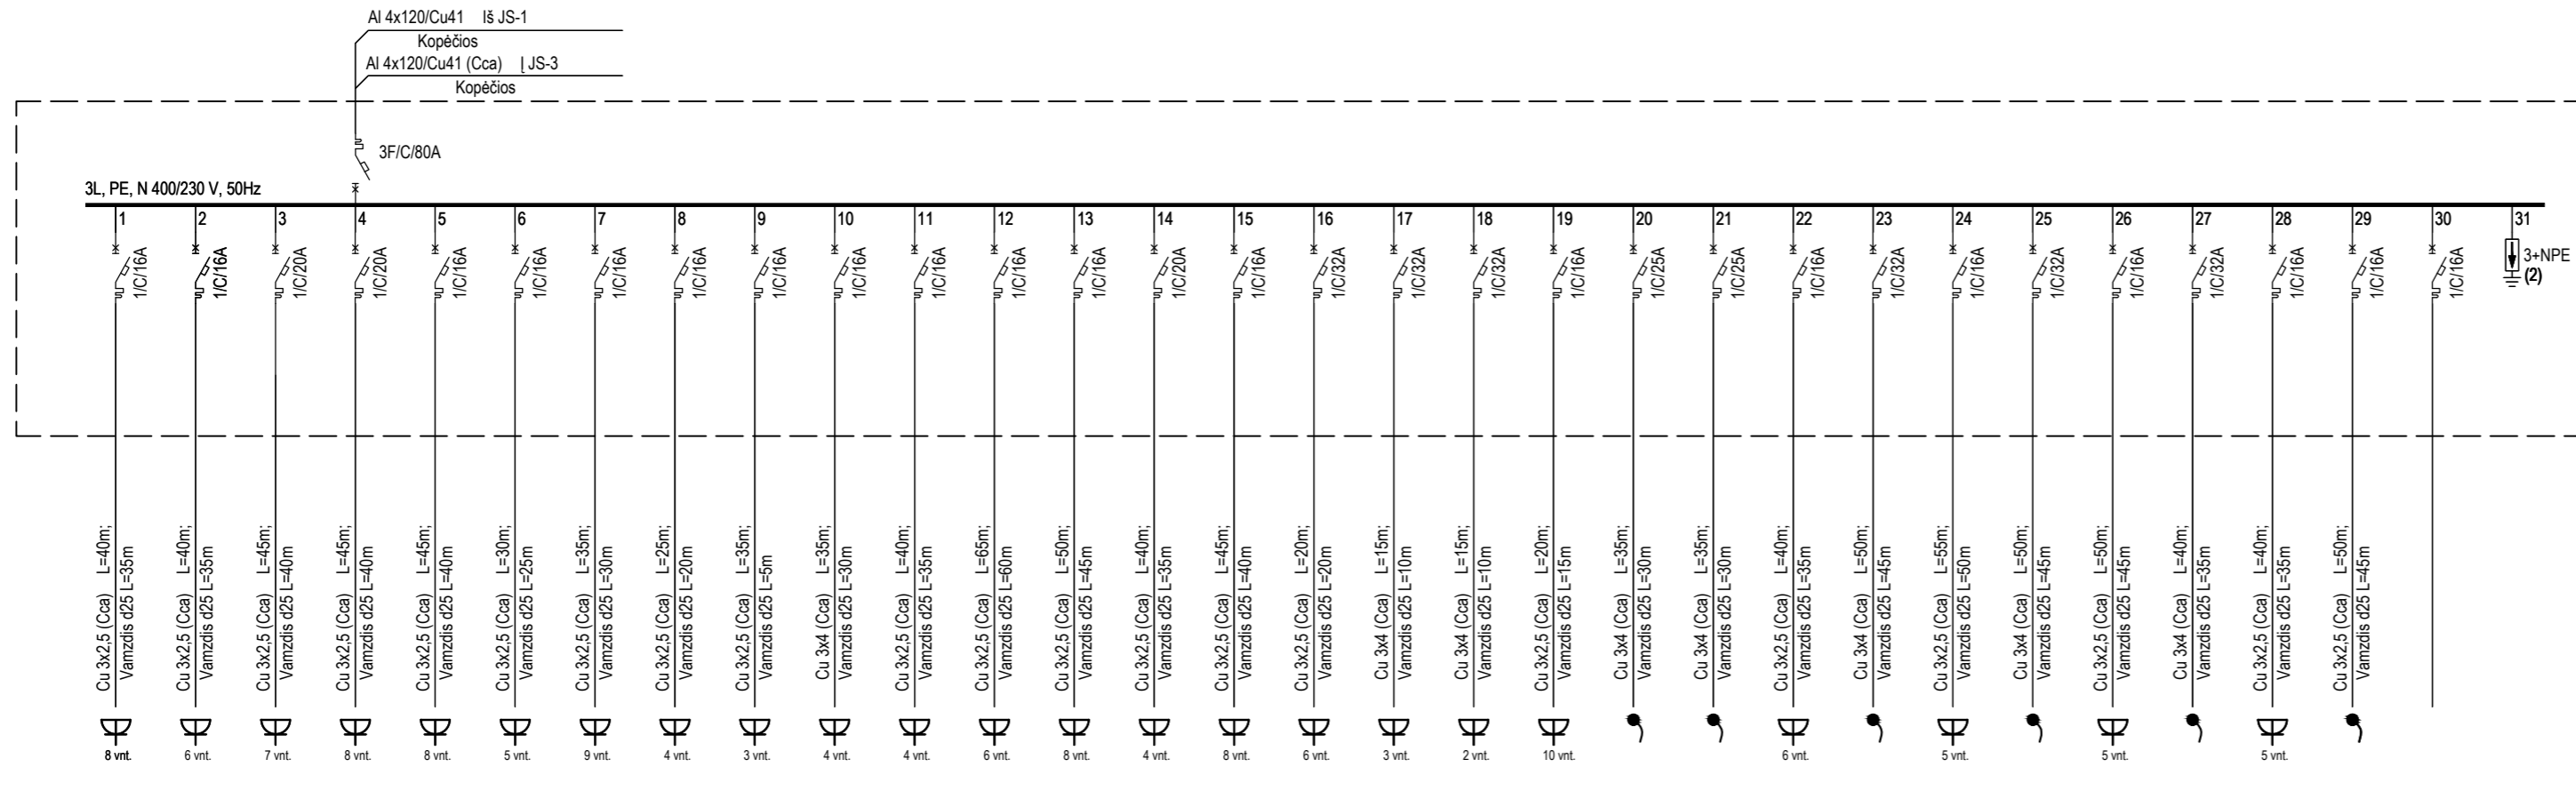 Al 4x120/Cu41 Iš JS-1
Kopėčios
Al 4x120/Cu41 (Cca) Į JS-3
Kopėčios
3F/C/80A
3L, PE, N 400/230 V, 50Hz
1 2 3 4 5 6 7 8 9 10 11 12 13 14 15 16 17 18 19 20 21 22 23 24 25 26 27 28 29 30 31
1/C/16A
1/C/16A
1/C/20A
1/C/20A
1/C/16A
1/C/16A
1/C/16A
1/C/16A
1/C/16A
1/C/16A
1/C/16A
1/C/16A
1/C/16A
1/C/20A
1/C/16A
1/C/32A
1/C/32A
1/C/32A
1/C/16A
1/C/25A
1/C/25A
1/C/16A
1/C/32A
1/C/16A
1/C/32A
1/C/16A
1/C/32A
1/C/16A
1/C/16A
1/C/16A
3+NPE
(2)
Cu 3x2,5 (Cca) L=40m;
Vamzdis d25 L=35m
Cu 3x2,5 (Cca) L=40m;
Vamzdis d25 L=35m
Cu 3x2,5 (Cca) L=45m;
Vamzdis d25 L=40m
Cu 3x2,5 (Cca) L=45m;
Vamzdis d25 L=40m
Cu 3x2,5 (Cca) L=45m;
Vamzdis d25 L=40m
Cu 3x2,5 (Cca) L=30m;
Vamzdis d25 L=25m
Cu 3x2,5 (Cca) L=35m;
Vamzdis d25 L=30m
Cu 3x2,5 (Cca) L=25m;
Vamzdis d25 L=20m
Cu 3x2,5 (Cca) L=35m;
Vamzdis d25 L=5m
Cu 3x4 (Cca) L=35m;
Vamzdis d25 L=30m
Cu 3x2,5 (Cca) L=40m;
Vamzdis d25 L=35m
Cu 3x2,5 (Cca) L=65m;
Vamzdis d25 L=60m
Cu 3x2,5 (Cca) L=50m;
Vamzdis d25 L=45m
Cu 3x2,5 (Cca) L=40m;
Vamzdis d25 L=35m
Cu 3x2,5 (Cca) L=45m;
Vamzdis d25 L=40m
Cu 3x2,5 (Cca) L=20m;
Vamzdis d25 L=20m
Cu 3x4 (Cca) L=15m;
Vamzdis d25 L=10m
Cu 3x4 (Cca) L=15m;
Vamzdis d25 L=10m
Cu 3x2,5 (Cca) L=20m;
Vamzdis d25 L=15m
Cu 3x4 (Cca) L=35m;
Vamzdis d25 L=30m
Cu 3x4 (Cca) L=35m;
Vamzdis d25 L=30m
Cu 3x2,5 (Cca) L=40m;
Vamzdis d25 L=35m
Cu 3x4 (Cca) L=50m;
Vamzdis d25 L=45m
Cu 3x2,5 (Cca) L=55m;
Vamzdis d25 L=50m
Cu 3x4 (Cca) L=50m;
Vamzdis d25 L=45m
Cu 3x2,5 (Cca) L=50m;
Vamzdis d25 L=45m
Cu 3x4 (Cca) L=40m;
Vamzdis d25 L=35m
Cu 3x2,5 (Cca) L=40m;
Vamzdis d25 L=35m
Cu 3x2,5 (Cca) L=50m;
Vamzdis d25 L=45m
8 vnt. 6 vnt. 7 vnt. 8 vnt. 8 vnt. 5 vnt. 9 vnt. 4 vnt. 3 vnt. 4 vnt. 4 vnt. 6 vnt. 8 vnt. 4 vnt. 8 vnt. 6 vnt. 3 vnt. 2 vnt. 10 vnt. 6 vnt. 5 vnt. 5 vnt. 5 vnt.